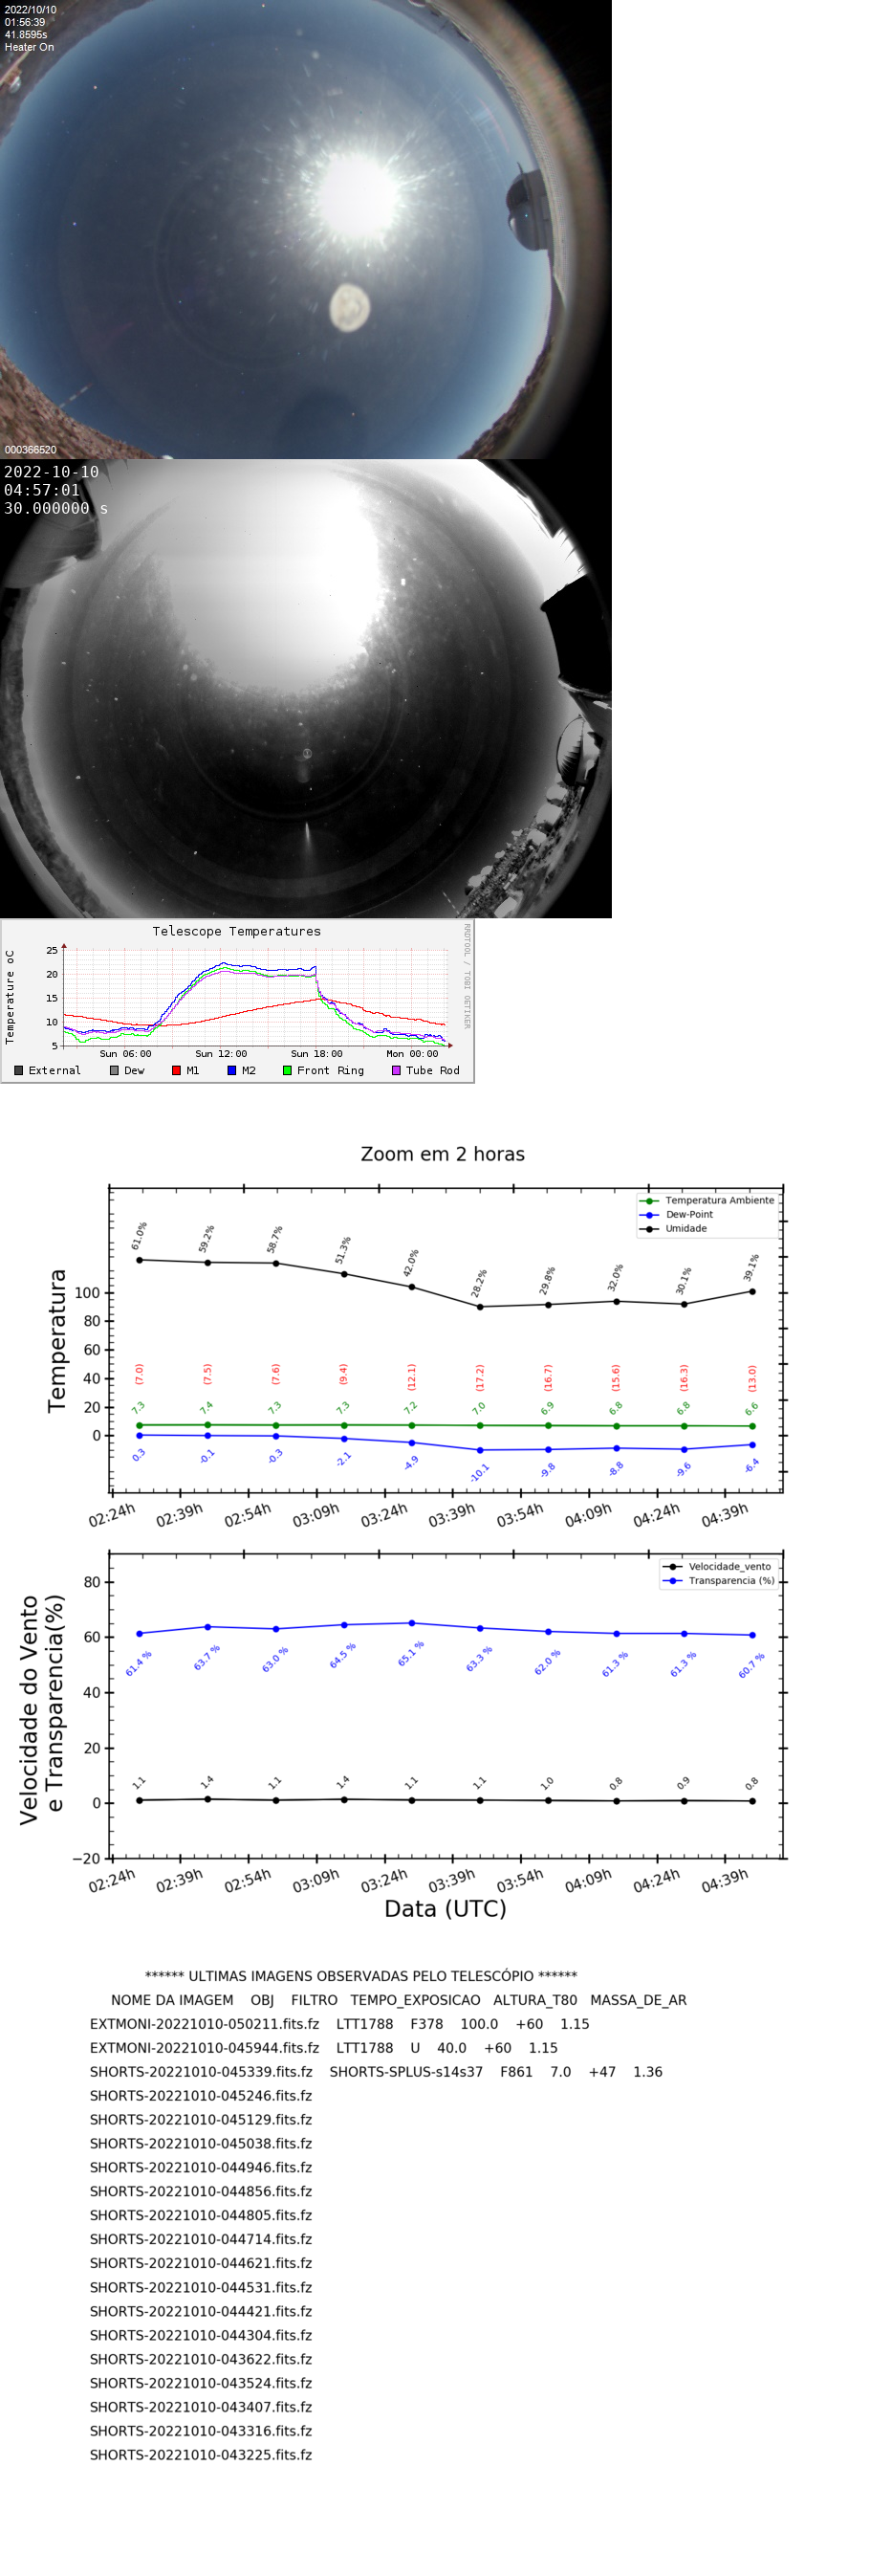 2022/10/10
01:56:39
41.8595s
Heater On
000366520
2022-10-10
04:57:01
30.000000 s
Telescope Temperatures
RRDTOOL / TOBI OETIKER
Temperature oC
25
20
15
10
5
Sun 06:00 Sun 12:00 Sun 18:00 Mon 00:00
External Dew M1 M2 Front Ring Tube Rod
Zoom em 2 horas
Temperatura Ambiente
Dew-Point
Umidade
Temperatura
61.0% 59.2% 58.7% 51.3% 42.0% 28.2% 29.8% 32.0% 30.1% 39.1%
100
80
60
40
20
0
(7.0) (7.5) (7.6) (9.4) (12.1) (17.2) (16.7) (15.6) (16.3) (13.0)
7.3 7.4 7.3 7.3 7.2 7.0 6.9 6.8 6.8 6.6
0.3 -0.1 -0.3 -2.1 -4.9 -10.1 -9.8 -8.8 -9.6 -6.4
02:24h 02:39h 02:54h 03:09h 03:24h 03:39h 03:54h 04:09h 04:24h 04:39h
Velocidade_vento
Transparencia (%)
Velocidade do Vento
e Transparencia(%)
80
60
40
20
0
−20
61.4 % 63.7 % 63.0 % 64.5 % 65.1 % 63.3 % 62.0 % 61.3 % 61.3 % 60.7 %
1.1 1.4 1.1 1.4 1.1 1.1 1.0 0.8 0.9 0.8
02:24h 02:39h 02:54h 03:09h 03:24h 03:39h 03:54h 04:09h 04:24h 04:39h
Data (UTC)
****** ULTIMAS IMAGENS OBSERVADAS PELO TELESCÓPIO ******
NOME DA IMAGEM OBJ FILTRO TEMPO_EXPOSICAO ALTURA_T80 MASSA_DE_AR
EXTMONI-20221010-050211.fits.fz LTT1788 F378 100.0 +60 1.15
EXTMONI-20221010-045944.fits.fz LTT1788 U 40.0 +60 1.15
SHORTS-20221010-045339.fits.fz SHORTS-SPLUS-s14s37 F861 7.0 +47 1.36
SHORTS-20221010-045246.fits.fz
SHORTS-20221010-045129.fits.fz
SHORTS-20221010-045038.fits.fz
SHORTS-20221010-044946.fits.fz
SHORTS-20221010-044856.fits.fz
SHORTS-20221010-044805.fits.fz
SHORTS-20221010-044714.fits.fz
SHORTS-20221010-044621.fits.fz
SHORTS-20221010-044531.fits.fz
SHORTS-20221010-044421.fits.fz
SHORTS-20221010-044304.fits.fz
SHORTS-20221010-043622.fits.fz
SHORTS-20221010-043524.fits.fz
SHORTS-20221010-043407.fits.fz
SHORTS-20221010-043316.fits.fz
SHORTS-20221010-043225.fits.fz